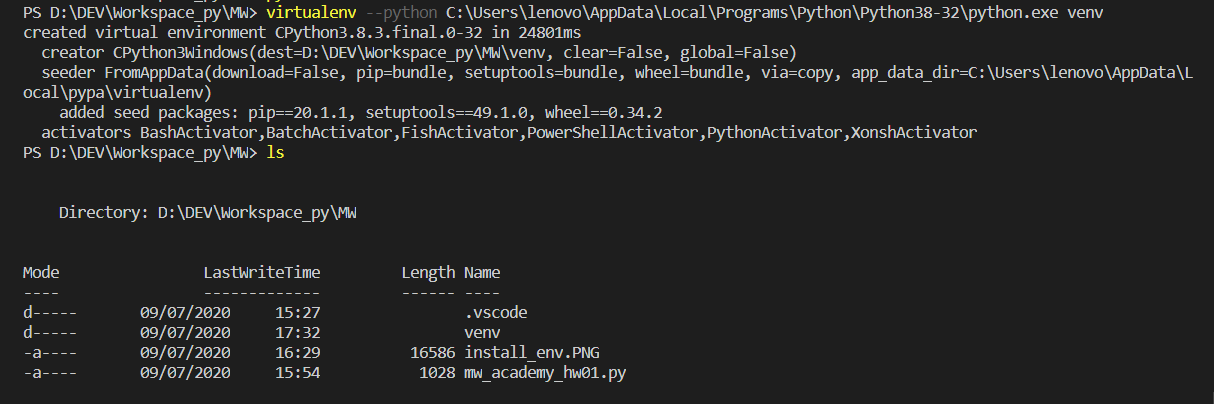 PS D:\DEV\Workspace_py\MW> virtualenv --python C:\Users\lenovo\AppData\Local\Programs\Python\Python38-32\python.exe venv
created virtual environment CPython3.8.3.final.0-32 in 24801ms
  creator CPython3Windows(dest=D:\DEV\Workspace_py\MW\venv, clear=False, global=False)
  seeder FromAppData(download=False, pip=bundle, setuptools=bundle, wheel=bundle, via=copy, app_data_dir=C:\Users\lenovo\AppData\L
ocal\pypa\virtualenv)
    added seed packages: pip==20.1.1, setuptools==49.1.0, wheel==0.34.2
  activators BashActivator,BatchActivator,FishActivator,PowerShellActivator,PythonActivator,XonshActivator
PS D:\DEV\Workspace_py\MW> ls
    Directory: D:\DEV\Workspace_py\MW
Mode                LastWriteTime         Length Name
----                -------------         ------ ----
d-----       09/07/2020     15:27                .vscode
d-----       09/07/2020     17:32                venv
-a----       09/07/2020     16:29          16586 install_env.PNG
-a----       09/07/2020     15:54           1028 mw_academy_hw01.py